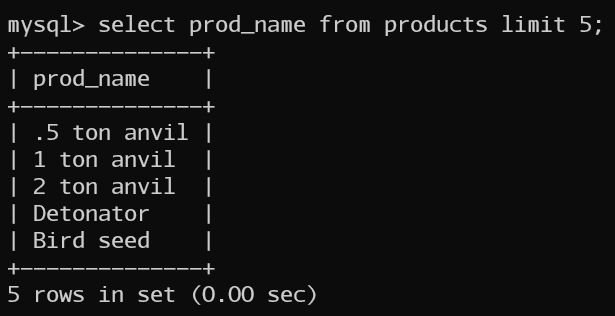 mysql> select prod_name from products limit 5;
+--------------+
| prod_name    |
+--------------+
| .5 ton anvil |
| 1 ton anvil  |
| 2 ton anvil  |
| Detonator    |
| Bird seed    |
+--------------+
5 rows in set (0.00 sec)